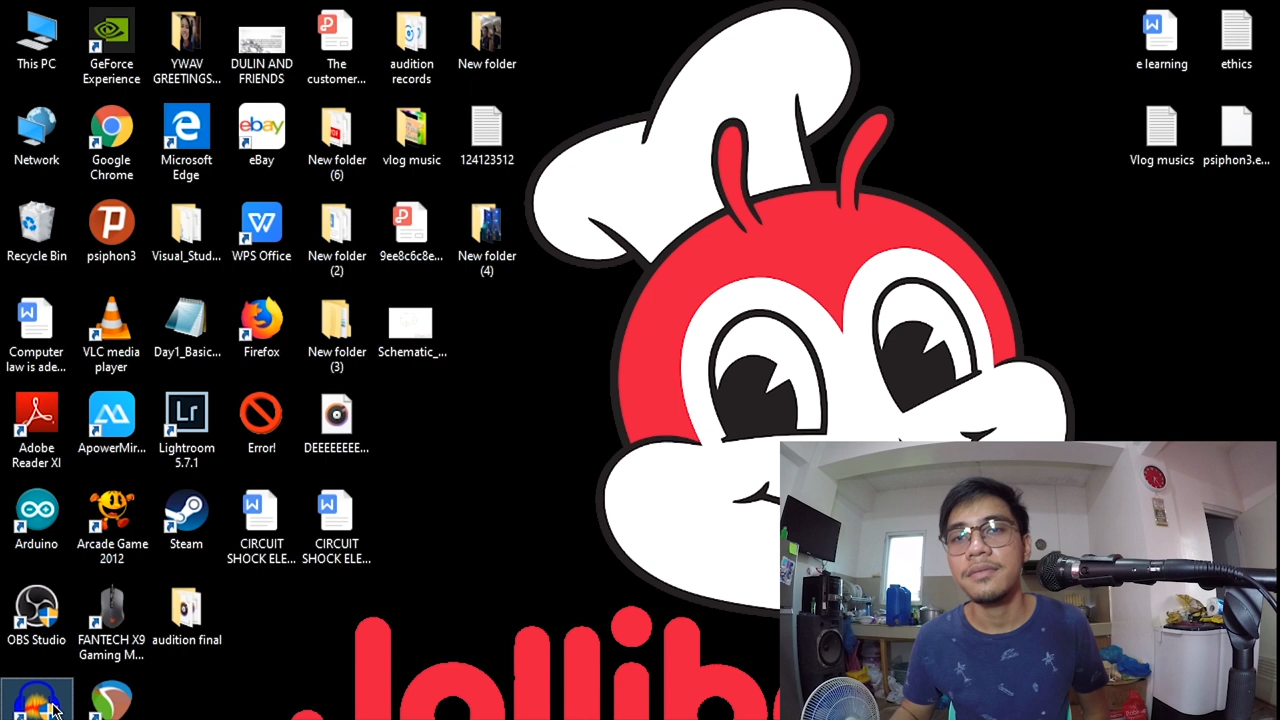 This PC
GeForce
Experience
YWAV
GREETINGS...
DULIN AND
FRIENDS
The
customer...
audition
records
New folder
e learning
ethics
Network
Google
Chrome
Microsoft
Edge
ebay
eBay
New folder
(6)
vlog music
124123512
Vlog musics
psiphon3.e...
Recycle Bin
psiphon3
Visual_Stud...
WPS Office
New folder
(2)
9ee8c6c8e...
New folder
(4)
Computer
law is ade...
VLC media
player
Day1_Basic...
Firefox
New folder
(3)
Schematic_...
Adobe
Reader XI
ApowerMir...
Lr
Lightroom
5.7.1
Error!
DEEEEEEEE...
Arduino
Arcade Game
2012
Steam
CIRCUIT
SHOCK ELE...
CIRCUIT
SHOCK ELE...
OBS Studio
FANTECH X9
Gaming M...
audition final
Jollibe